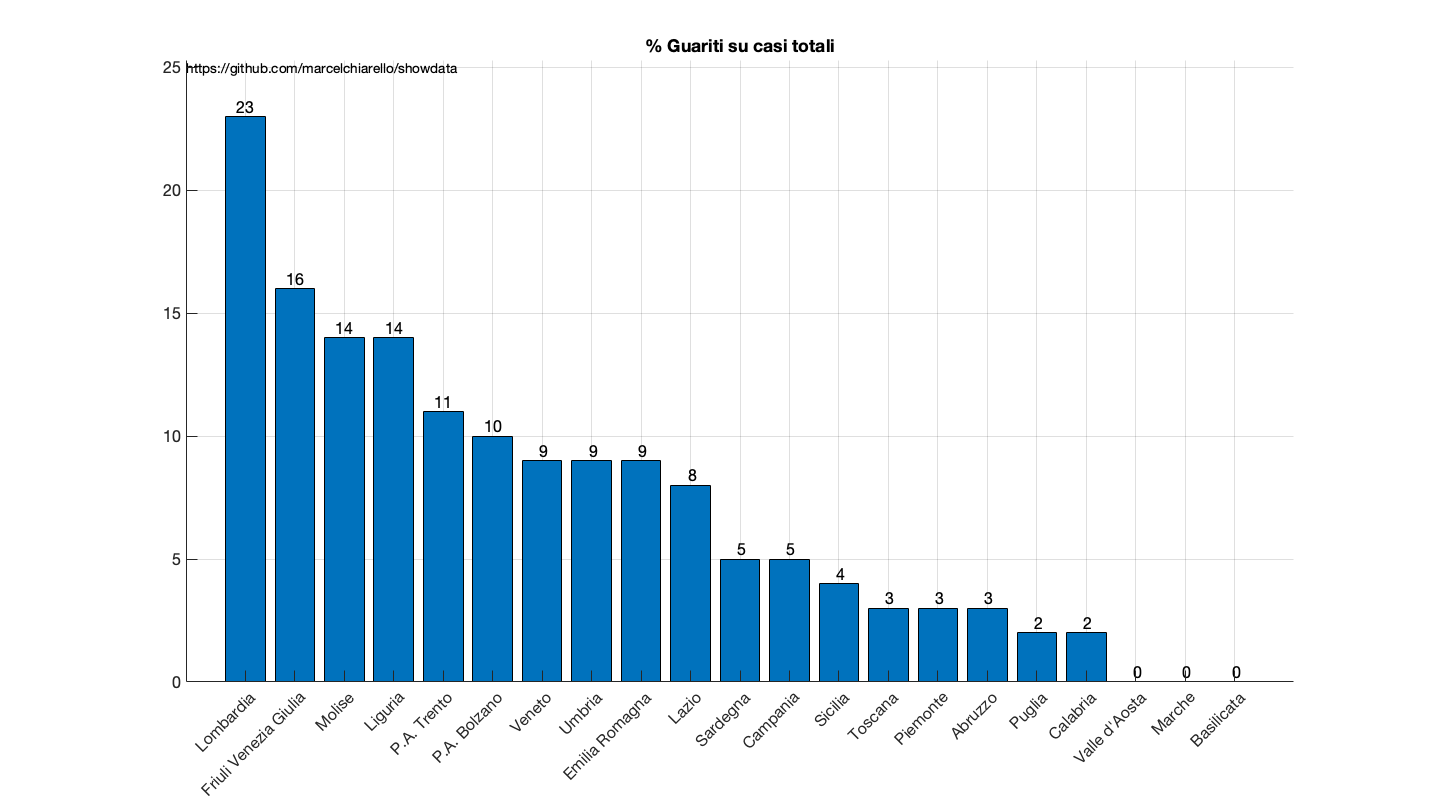 % Guariti su casi totali
https://github.com/marcelchiarello/showdata
25
20
15
10
5
0
23
16
14
14
11
10
9
9
9
8
5
5
4
3
3
3
2
2
0
0
0
Lombardia
Friuli Venezia Giulia
Molise
Liguria
P.A. Trento
P.A. Bolzano
Veneto
Umbria
Emilia Romagna
Lazio
Sardegna
Campania
Sicilia
Toscana
Piemonte
Abruzzo
Puglia
Calabria
Valle d'Aosta
Marche
Basilicata